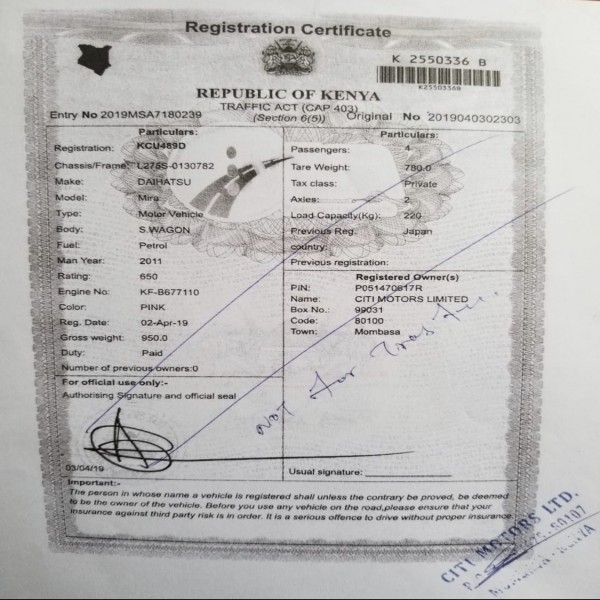 Registration Certificate
K 2550336 B
K2550336B
REPUBLIC OF KENYA
TRAFFIC ACT (CAP 403)
Entry No 2019MSA7180239
(Section 6(5))
Original No 2019040302303
Particulars:
Registration: KCU489D
Chassis/Frame: L275S-0130782
Make: DAIHATSU
Model: Mira
Type: Motor Vehicle
Body: S.WAGON
Fuel: Petrol
Man Year: 2011
Rating: 650
Engine No: KF-B677110
Color: PINK
Reg. Date: 02-Apr-19
Gross weight: 950.0
Duty: Paid
Number of previous owners:0
Particulars:
Passengers: 4
Tare Weight: 780.0
Tax class: Private
Axles: 2
Load Capacity(Kg): 220
Previous Reg. Japan
country:
Previous registration:
Registered Owner(s)
PIN: P051470617R
Name: CITI MOTORS LIMITED
Box No.: 99031
Code: 80100
Town: Mombasa
Not For
For official use only:-
Authorising Signature and official seal
03/04/19
Usual signature:
Important:-
The person in whose name a vehicle is registered shall unless the contrary be proved, be deemed
to be the owner of the vehicle. Before you use any vehicle on the road,please ensure that your
insurance against third party risk is in order. It is a serious offence to drive without proper insurance
CITI MOTORS LTD.